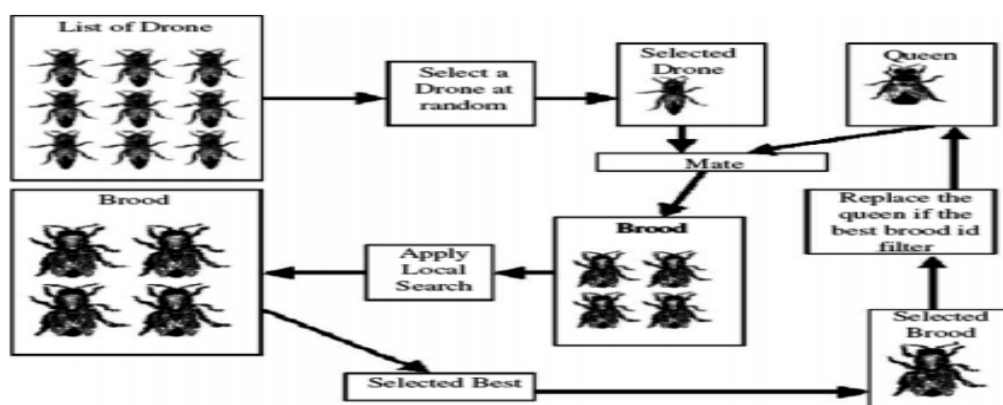 List of Drone
Select a
Drone at
random
Selected
Drone
Queen
Mate
Brood
Apply
Local
Search
Brood
Replace the
queen if the
best brood id
filter
Selected Best
Selected
Brood